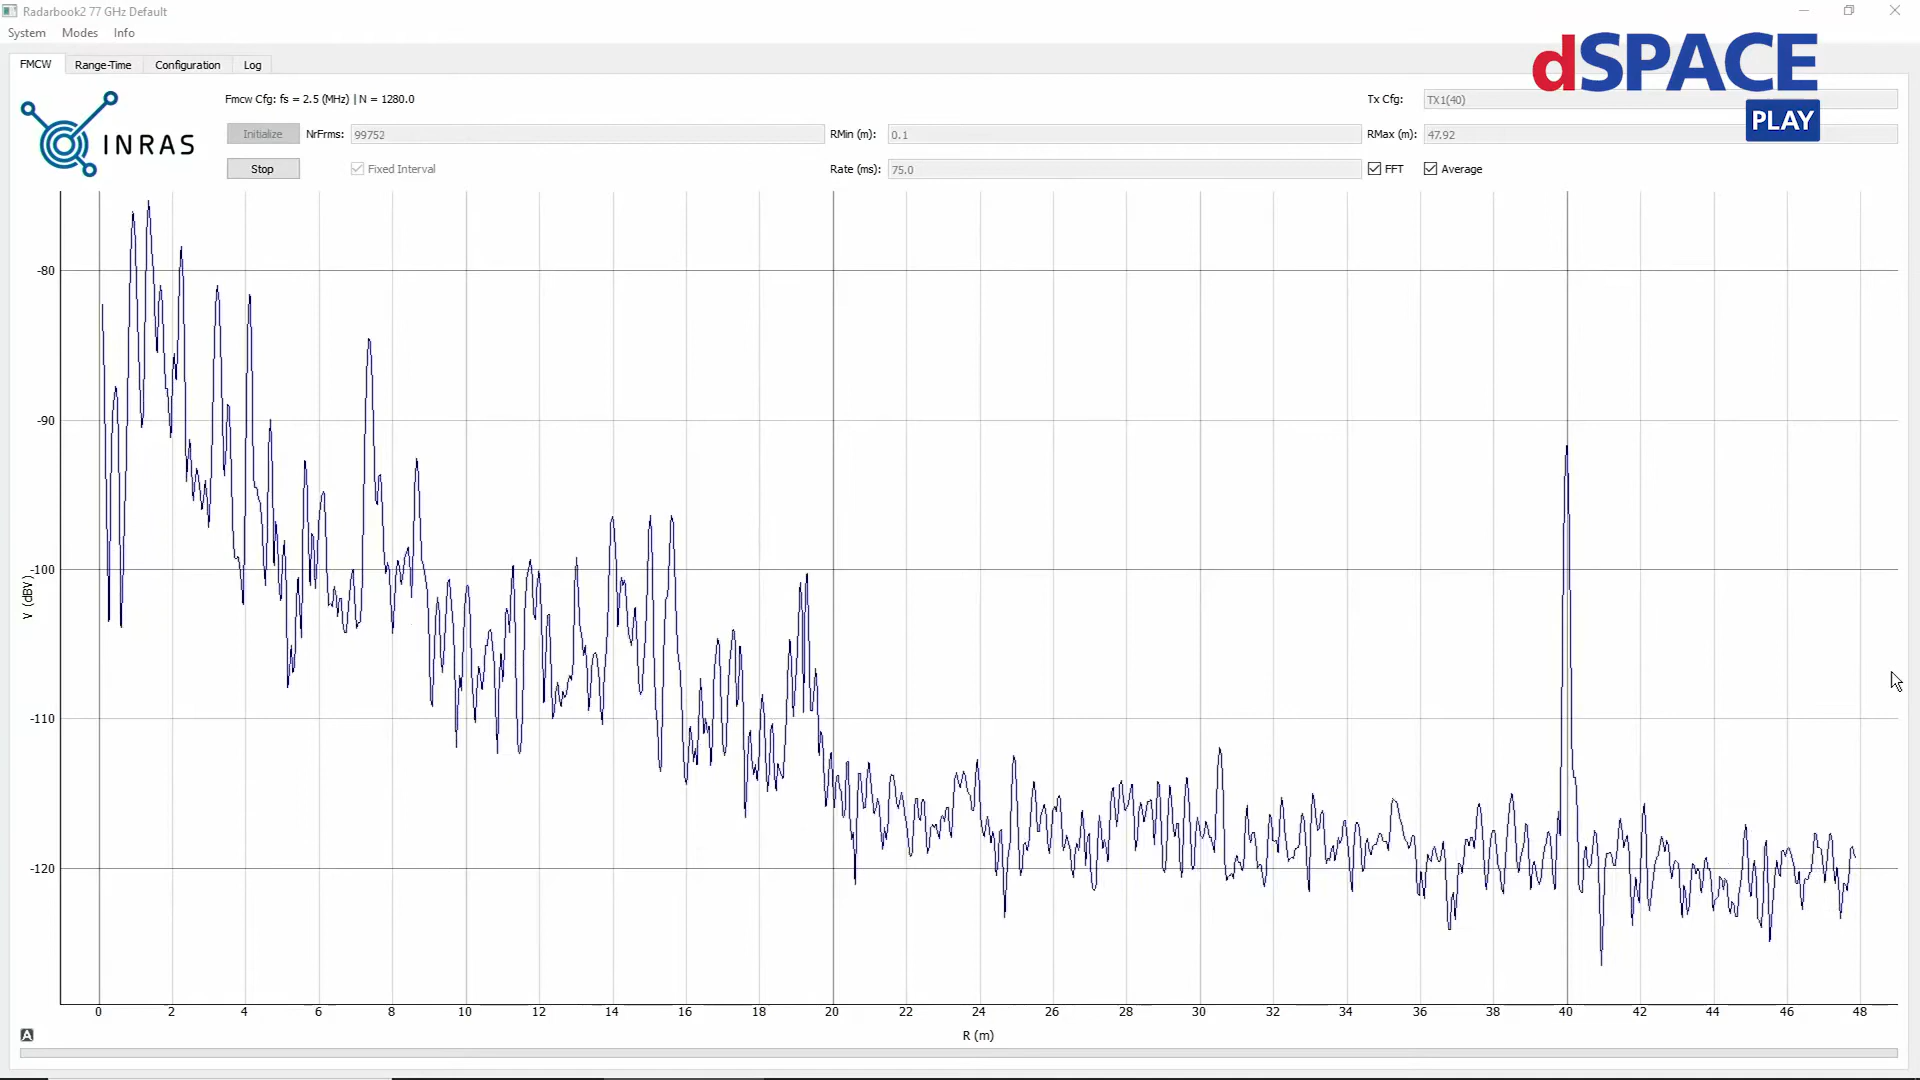 Radarbook2 77 GHz Default
System Modes Info
dSPACE
PLAY
FMCW Range-Time Configuration Log
INRAS
Fmcw Cfg: fs = 2.5 (MHz) | N = 1280.0
Tx Cfg: TX1(40)
Initialize NrFrms: 99752 RMin (m): 0.1 RMax (m): 47.92
Stop Fixed Interval Rate (ms): 75.0 FFT Average
-80
-90
-100
V (dBV)
-110
-120
0 2 4 6 8 10 12 14 16 18 20 22 24 26 28 30 32 34 36 38 40 42 44 46 48
R (m)
A